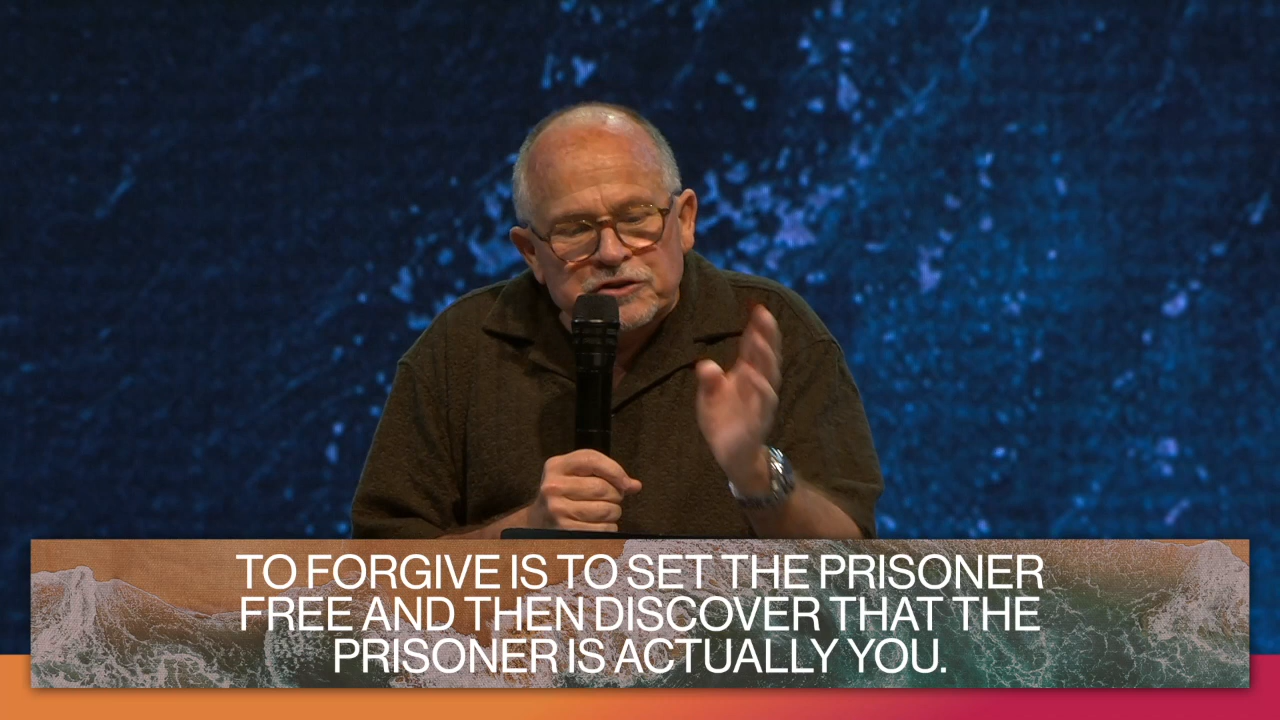 TO FORGIVE IS TO SET THE PRISONER
FREE AND THEN DISCOVER THAT THE
PRISONER IS ACTUALLY YOU.